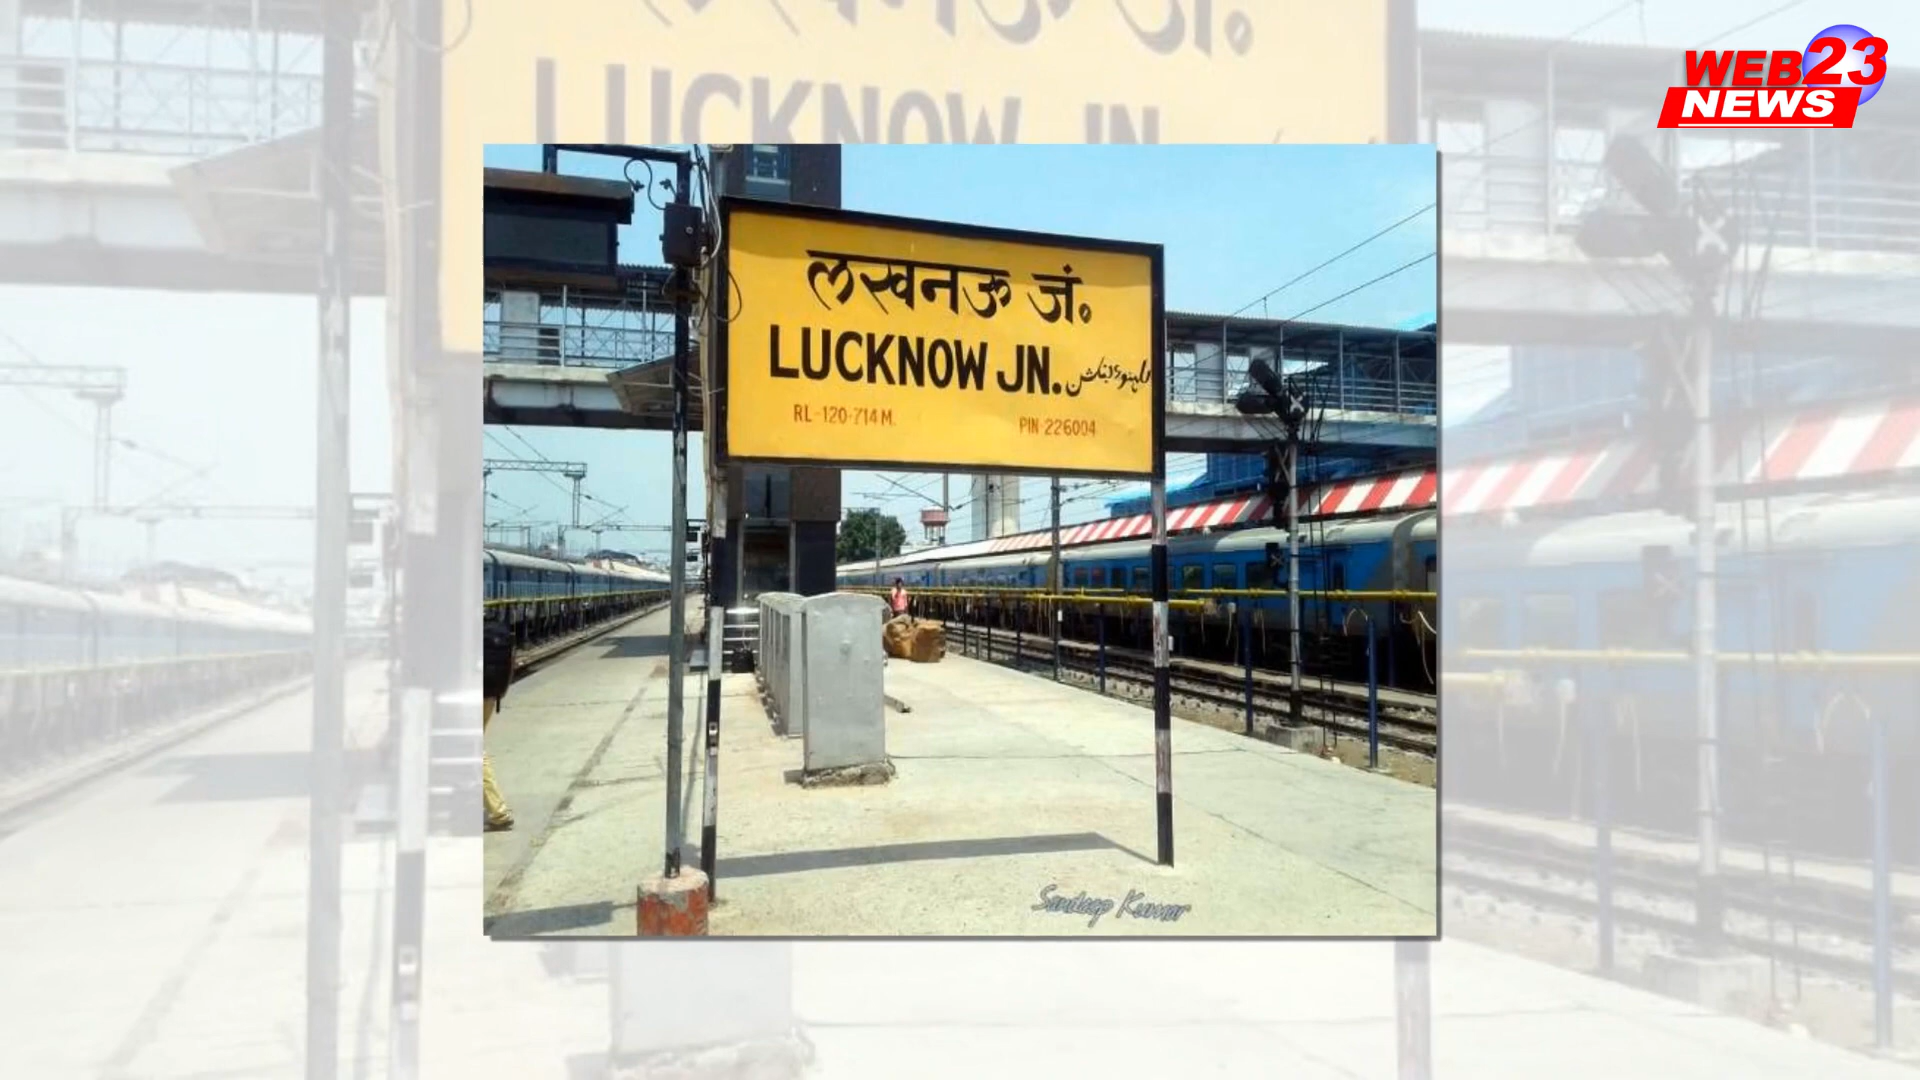 WEB23
NEWS
लखनऊ जं.
LUCKNOW JN.
RL-120-714 M.
PIN 226004
Sandeep Kumar